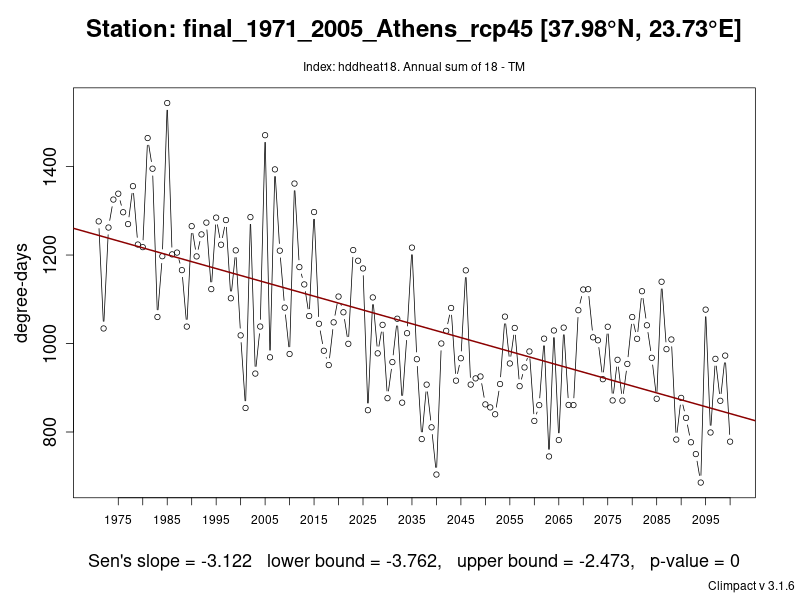 Station: final_1971_2005_Athens_rcp45 [37.98°N, 23.73°E]
Index: hddheat18. Annual sum of 18 - TM
degree-days
1400
1200
1000
800
1975 1985 1995 2005 2015 2025 2035 2045 2055 2065 2075 2085 2095
Sen's slope = -3.122 lower bound = -3.762, upper bound = -2.473, p-value = 0
Climpact v 3.1.6